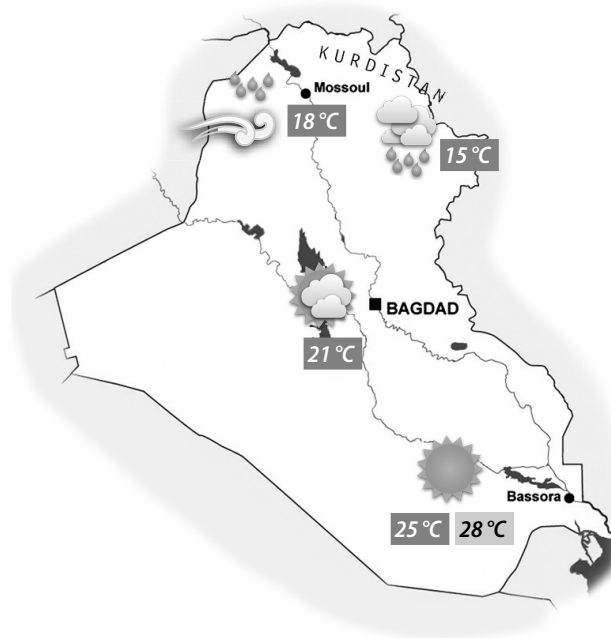 KURDISTAN
Mossoul
18 °C
15 °C
BAGDAD
21 °C
Bassora
25 °C 28 °C